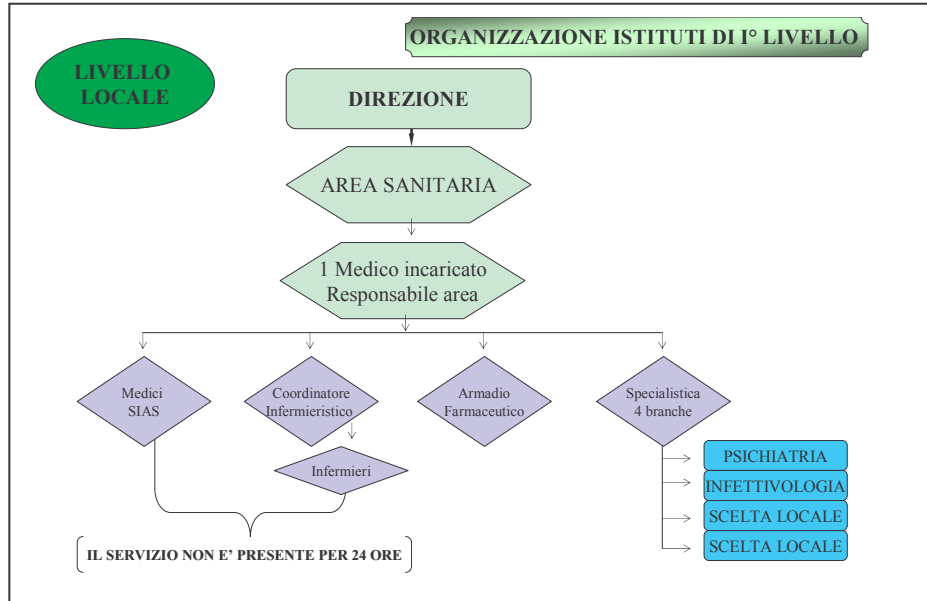 ORGANIZZAZIONE ISTITUTI DI I° LIVELLO
LIVELLO
LOCALE
DIREZIONE
AREA SANITARIA
1 Medico incaricato
Responsabile area
Medici
SIAS
Coordinatore
Infermieristico
Armadio
Farmaceutico
Specialistica
4 branche
Infermieri
PSICHIATRIA
INFETTIVOLOGIA
SCELTA LOCALE
SCELTA LOCALE
IL SERVIZIO NON E' PRESENTE PER 24 ORE